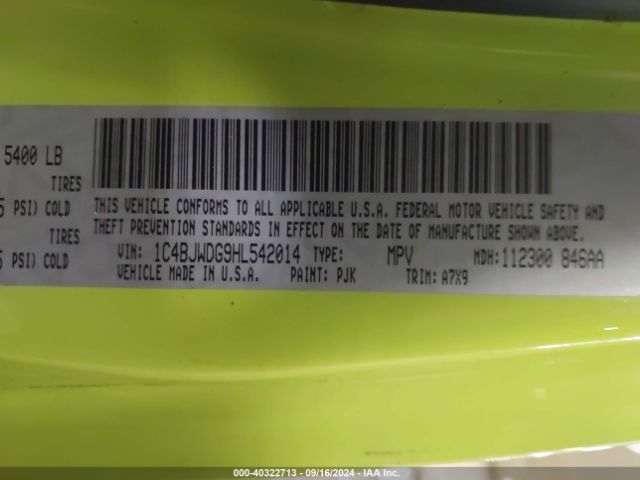 5400 LB
TIRES
PSI) COLD
TIRES
PSI) COLD
THIS VEHICLE CONFORMS TO ALL APPLICABLE U.S.A. FEDERAL MOTOR VEHICLE SAFETY AND
THEFT PREVENTION STANDARDS IN EFFECT ON THE DATE OF MANUFACTURE SHOWN ABOVE.
VIN: 1C4BJWDG9HL542014 TYPE: MPV MDH:112300 846AA
VEHICLE MADE IN U.S.A. PAINT: PJK TRIM: A7X9
000-40322713 - 09/16/2024 - IAA Inc.